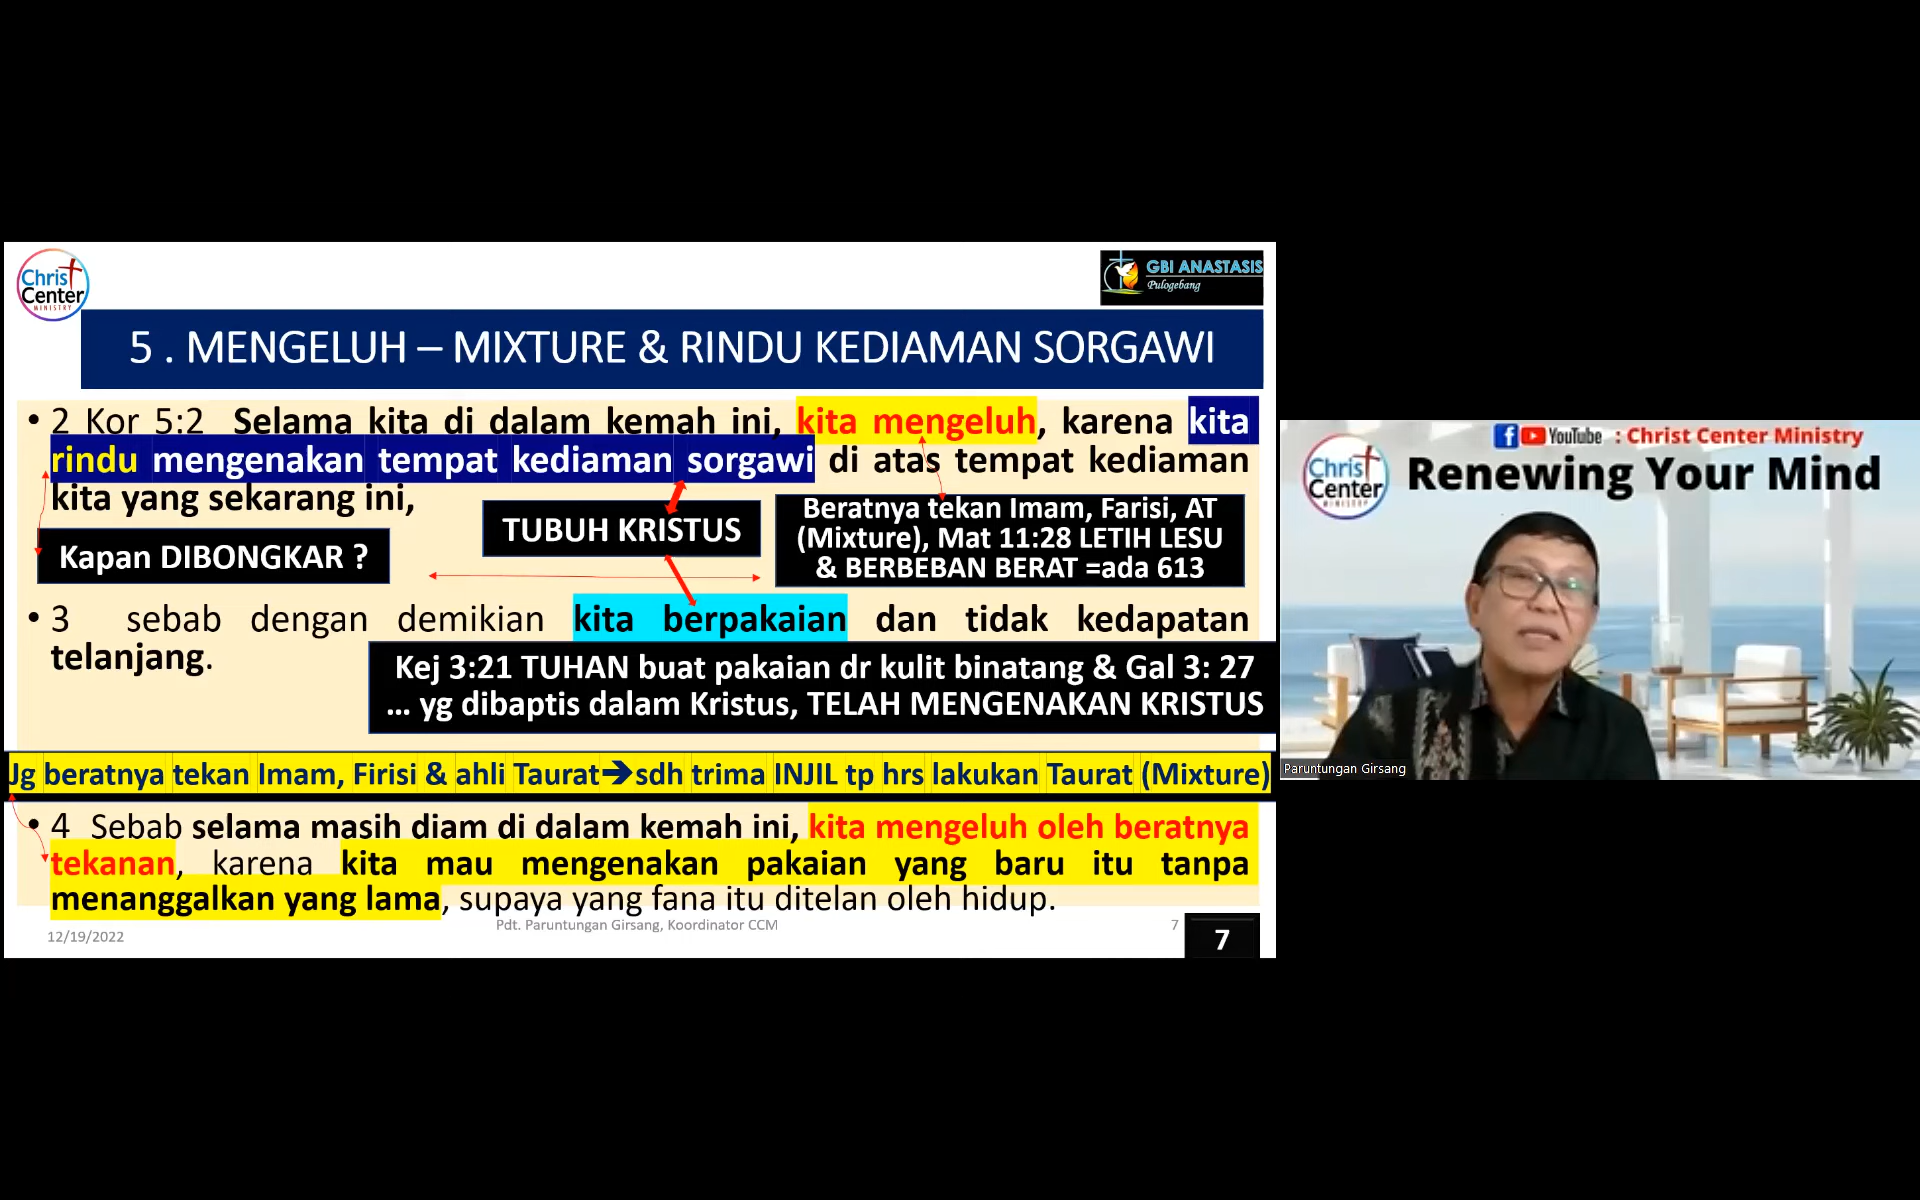 Christ
Center
MINISTRY
GBI ANASTASIS
Pulogebang
5 . MENGELUH – MIXTURE & RINDU KEDIAMAN SORGAWI
• 2 Kor 5:2 Selama kita di dalam kemah ini, kita mengeluh, karena kita
rindu mengenakan tempat kediaman sorgawi di atas tempat kediaman
kita yang sekarang ini,
Kapan DIBONGKAR ?
TUBUH KRISTUS
Beratnya tekan Imam, Farisi, AT
(Mixture), Mat 11:28 LETIH LESU
& BERBEBAN BERAT =ada 613
• 3 sebab dengan demikian kita berpakaian dan tidak kedapatan
telanjang.
Kej 3:21 TUHAN buat pakaian dr kulit binatang & Gal 3: 27
... yg dibaptis dalam Kristus, TELAH MENGENAKAN KRISTUS
Jg beratnya tekan Imam, Firisi & ahli Taurat➔sdh trima INJIL tp hrs lakukan Taurat (Mixture)
• 4 Sebab selama masih diam di dalam kemah ini, kita mengeluh oleh beratnya
tekanan, karena kita mau mengenakan pakaian yang baru itu tanpa
menanggalkan yang lama, supaya yang fana itu ditelan oleh hidup.
12/19/2022
Pdt. Paruntungan Girsang, Koordinator CCM
7
7
YouTube : Christ Center Ministry
Christ
Center
MINISTRY
Renewing Your Mind
Paruntungan Girsang